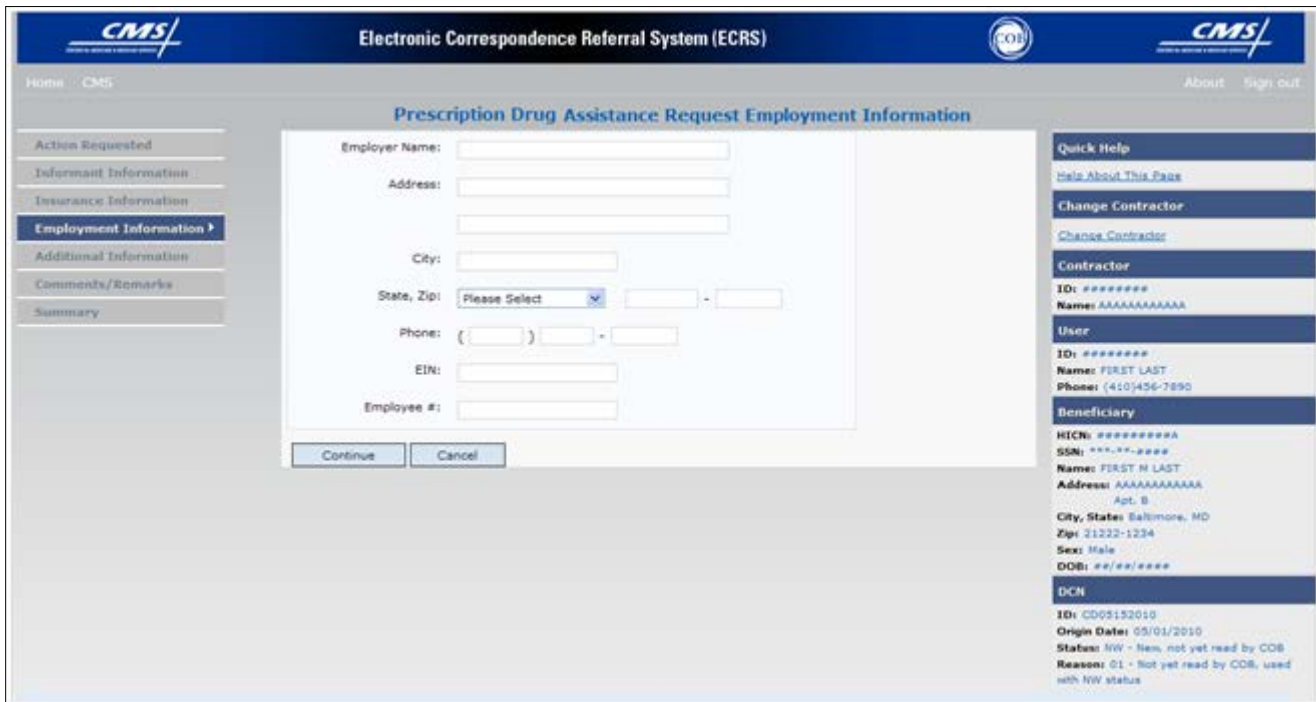 CMS/
Electronic Correspondence Referral System (ECRS)
COB
CMS/
Home CMS
About Sign out
Prescription Drug Assistance Request Employment Information
Action Requested
Informant Information
Insurance Information
Employment Information
Additional Information
Comments/Remarks
Summary
Employer Name:
Address:
City:
State, Zip: Please Select -
Phone: ( ) -
EIN:
Employee #:
Continue Cancel
Quick Help
Help About This Page
Change Contractor
Change Contractor
Contractor
ID: ########
Name: AAAAAAAAAAAA
User
ID: ########
Name: FIRST LAST
Phone: (410)456-7890
Beneficiary
HICN: #########A
SSN: ***-**-####
Name: FIRST M LAST
Address: AAAAAAAAAAAA
Apt. B
City, State: Baltimore, MD
Zip: 21222-1234
Sex: Male
DOB: ##/##/####
DCN
ID: CD05152010
Origin Date: 05/01/2010
Status: NW - New, not yet read by COB
Reason: 01 - Not yet read by COB, used
with NW status